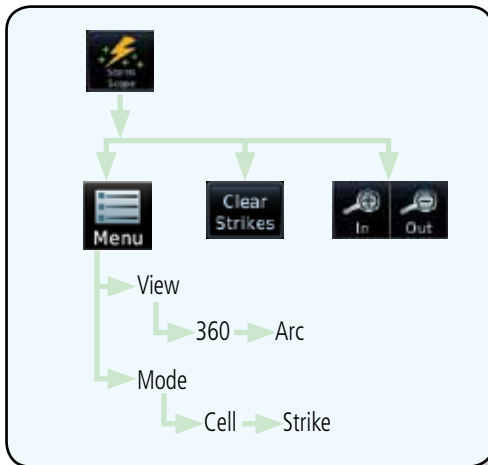 Storm
Scope
Menu
Clear
Strikes
In
Out
View
360
Arc
Mode
Cell
Strike